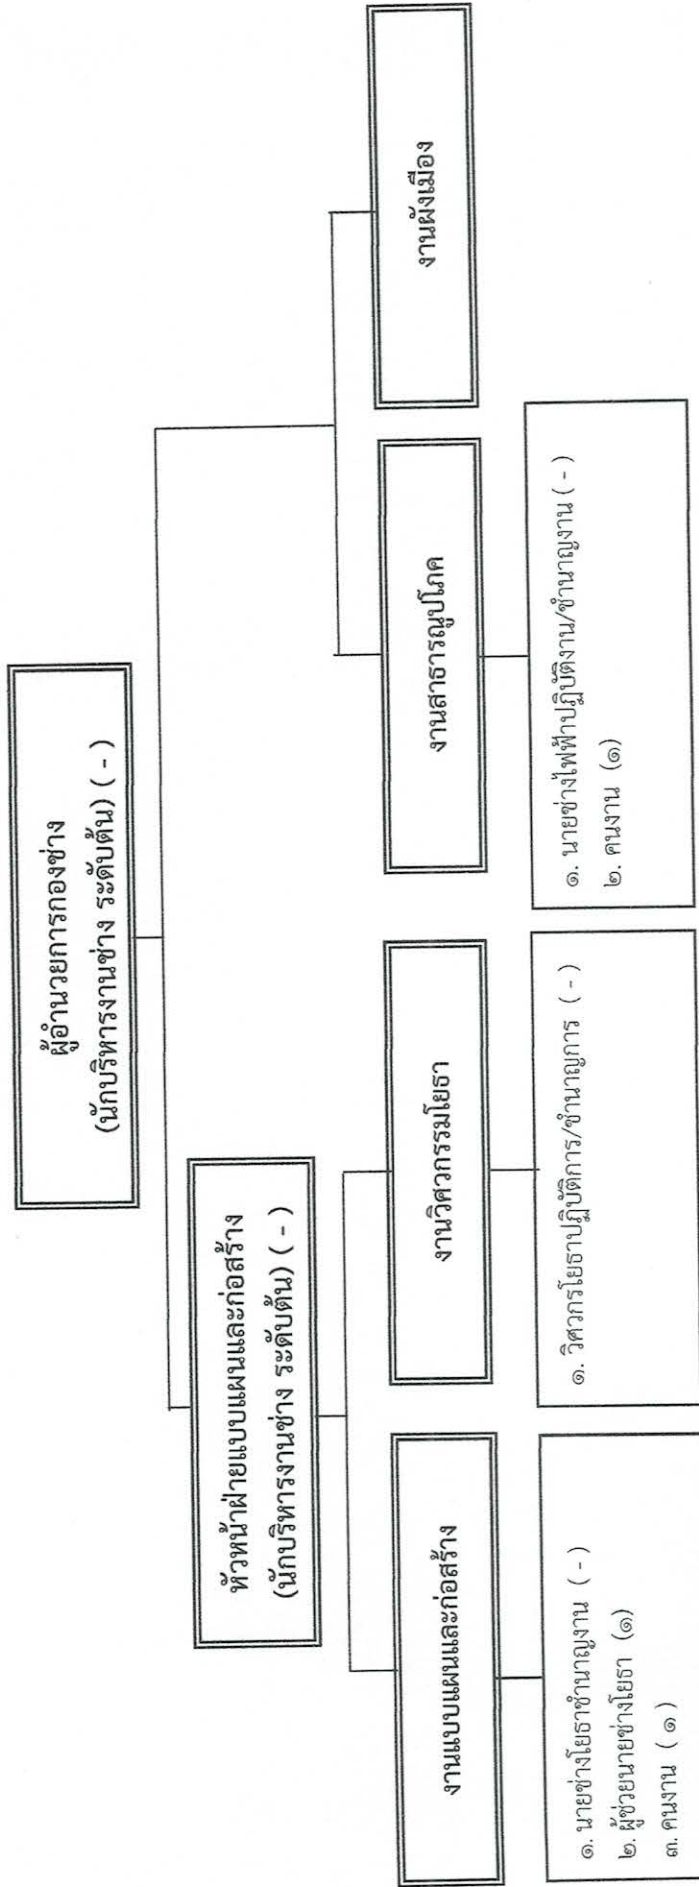 ผู้อำนวยการกองช่าง
(นักบริหารงานช่าง ระดับต้น) ( - )
หัวหน้าฝ่ายแบบแผนและก่อสร้าง
(นักบริหารงานช่าง ระดับต้น) ( - )
งานแบบแผนและก่อสร้าง
งานวิศวกรรมโยธา
งานสาธารณูปโภค
งานผังเมือง
๑. นายช่างโยธาชำนาญงาน ( - )
๒. ผู้ช่วยนายช่างโยธา (๑)
๓. คนงาน ( ๑ )
๑. วิศวกรโยธาปฏิบัติการ/ชำนาญการ ( - )
๑. นายช่างไฟฟ้าปฏิบัติงาน/ชำนาญงาน ( - )
๒. คนงาน (๑)